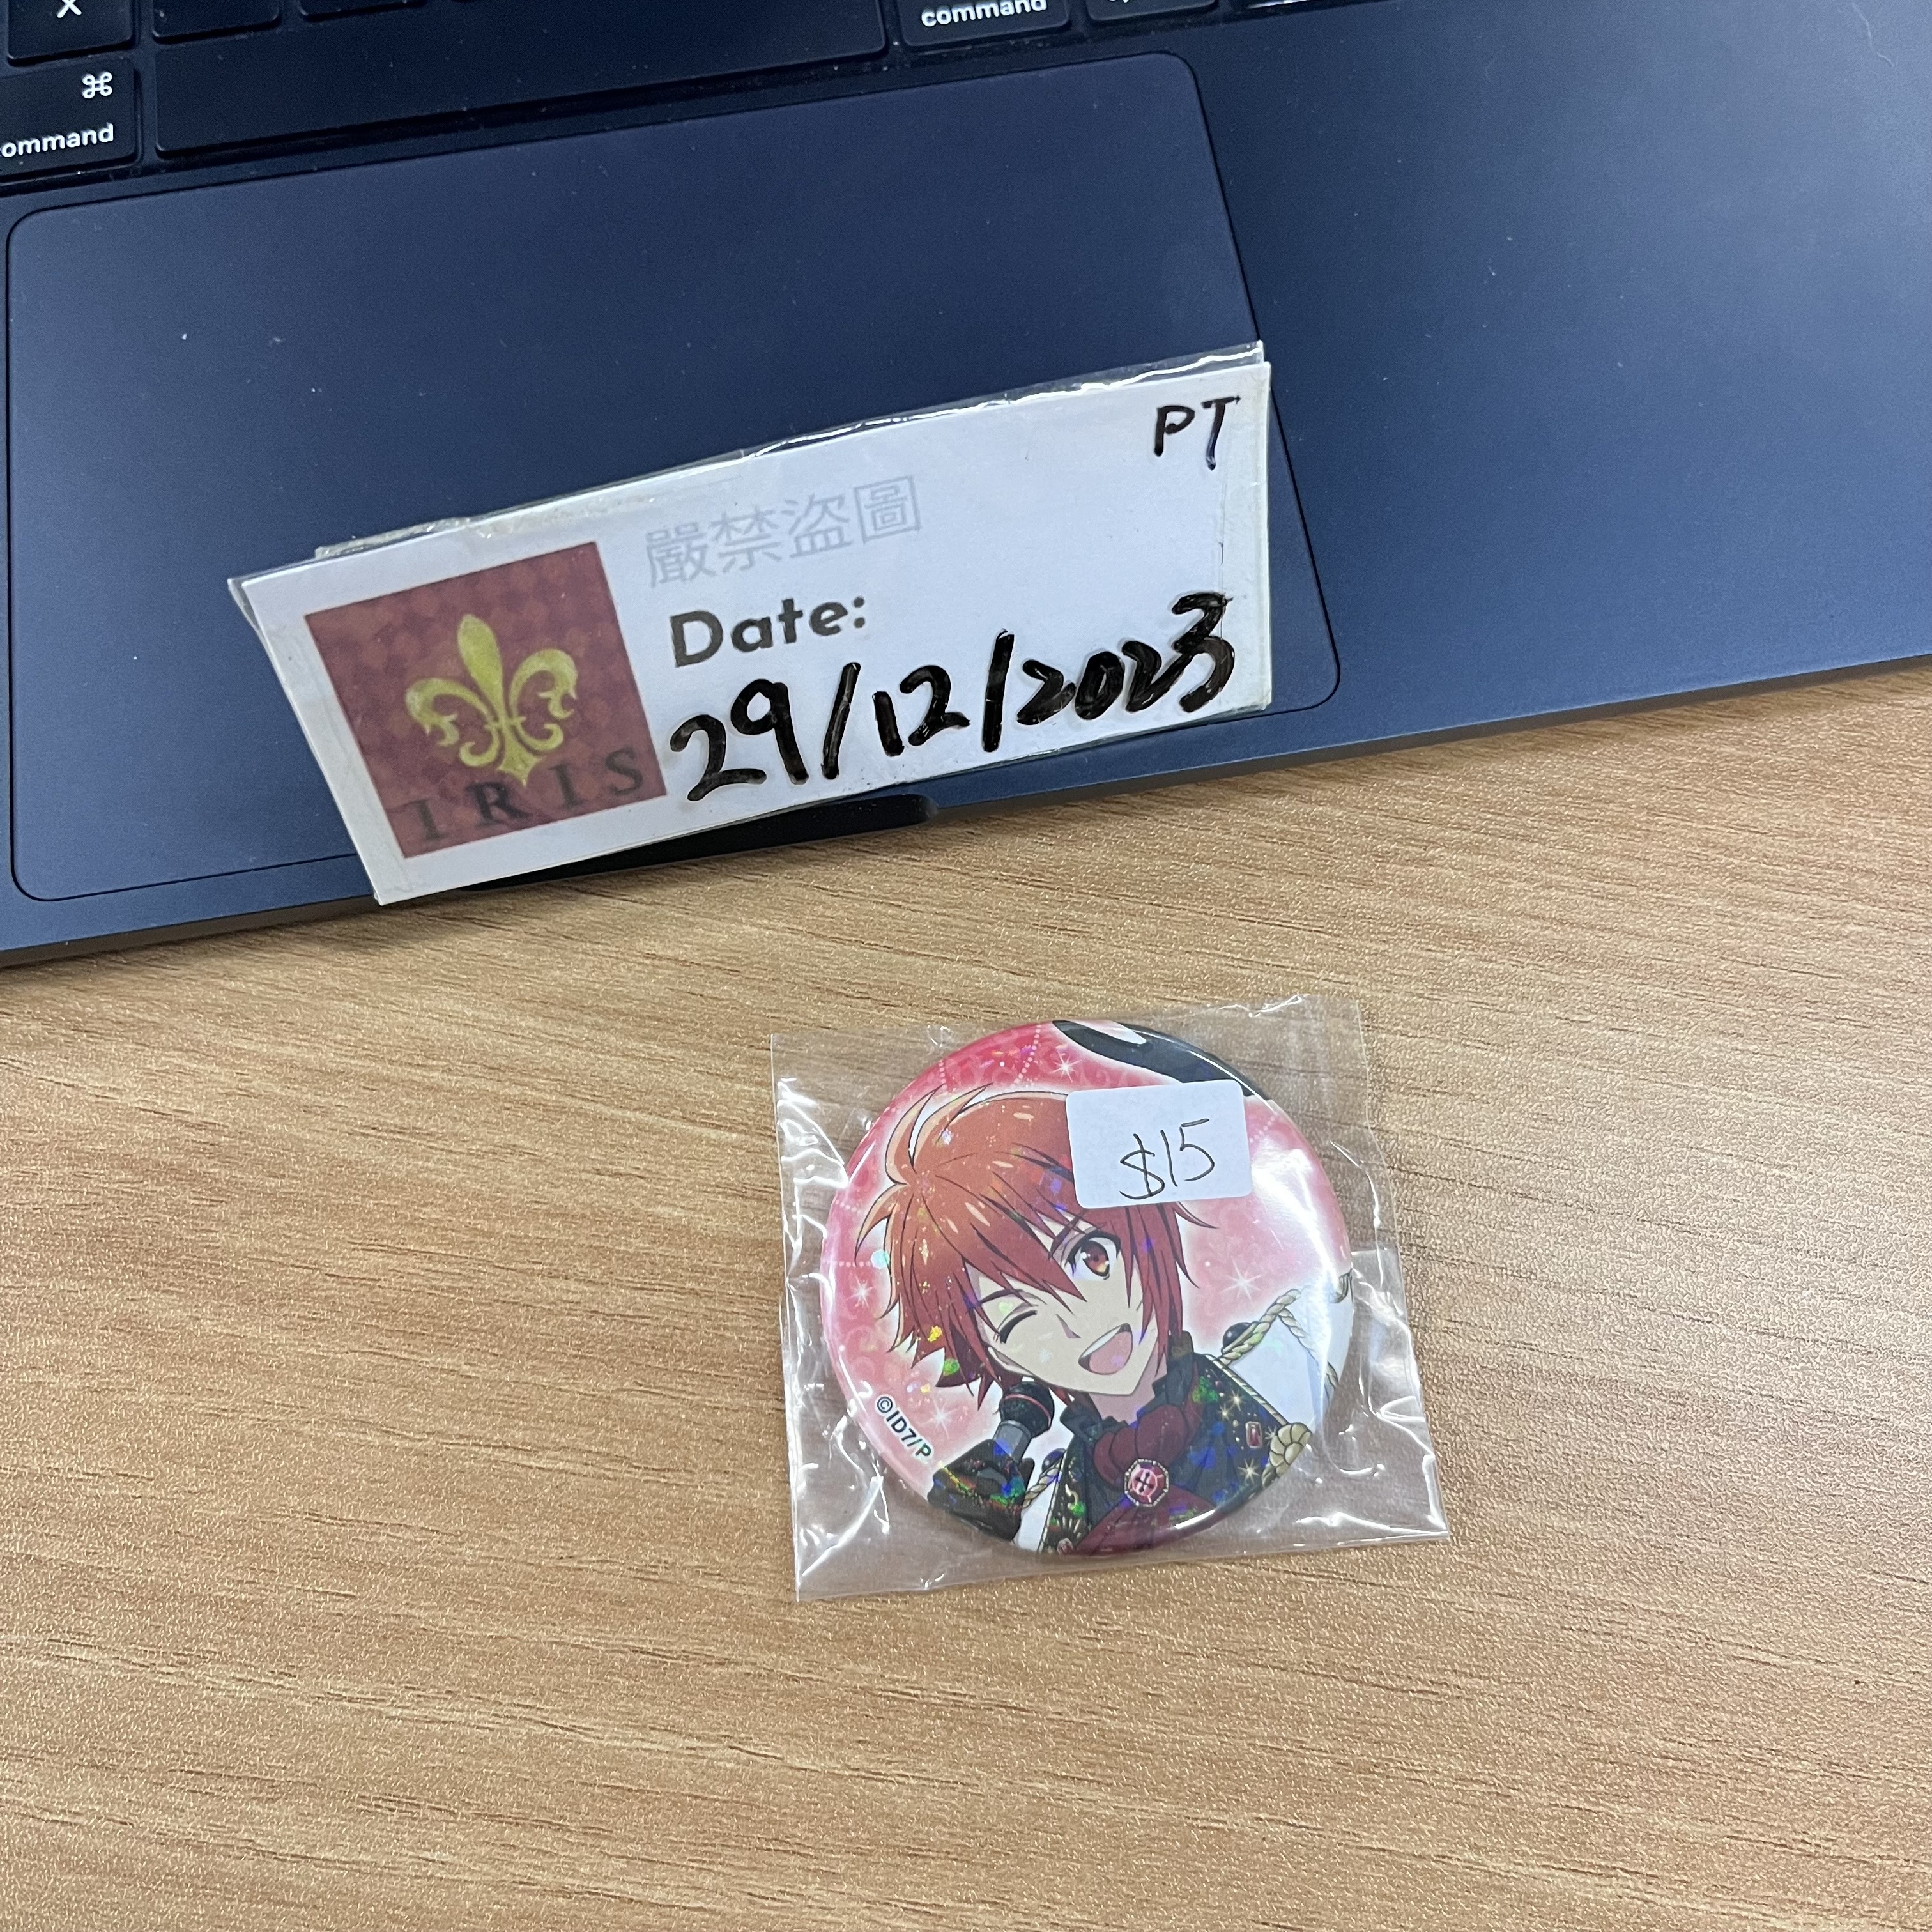 X
⌘
command
command
PT
嚴禁盜圖
Date:
29/12/2023
IRIS
$15
©ID7/P